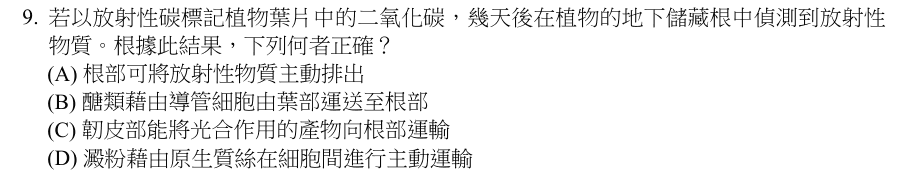 9. 若以放射性碳標記植物葉片中的二氧化碳，幾天後在植物的地下儲藏根中偵測到放射性
物質。根據此結果，下列何者正確？
(A) 根部可將放射性物質主動排出
(B) 醣類藉由導管細胞由葉部運送至根部
(C) 韌皮部能將光合作用的產物向根部運輸
(D) 澱粉藉由原生質絲在細胞間進行主動運輸